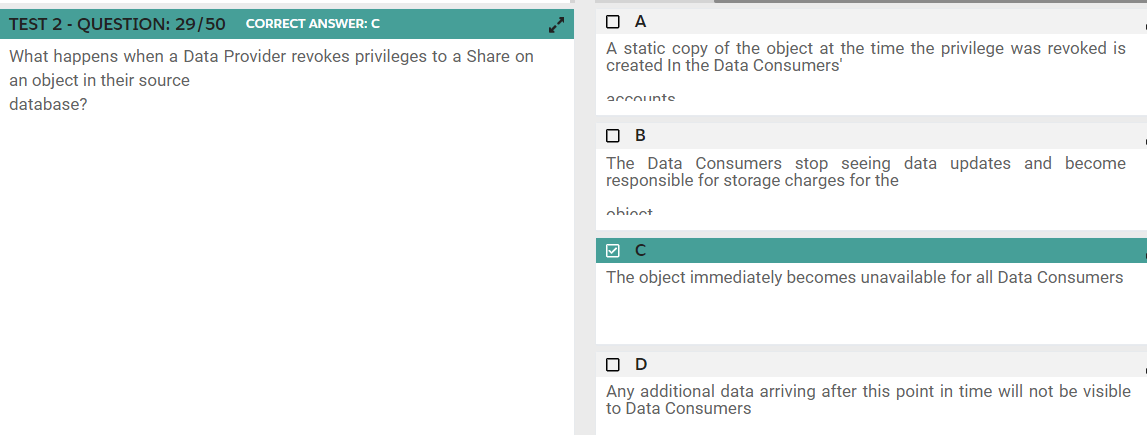 TEST 2 - QUESTION: 29/50 CORRECT ANSWER: C
What happens when a Data Provider revokes privileges to a Share on
an object in their source
database?
A
A static copy of the object at the time the privilege was revoked is
created In the Data Consumers'
accounts
B
The Data Consumers stop seeing data updates and become
responsible for storage charges for the
object
C
The object immediately becomes unavailable for all Data Consumers
D
Any additional data arriving after this point in time will not be visible
to Data Consumers